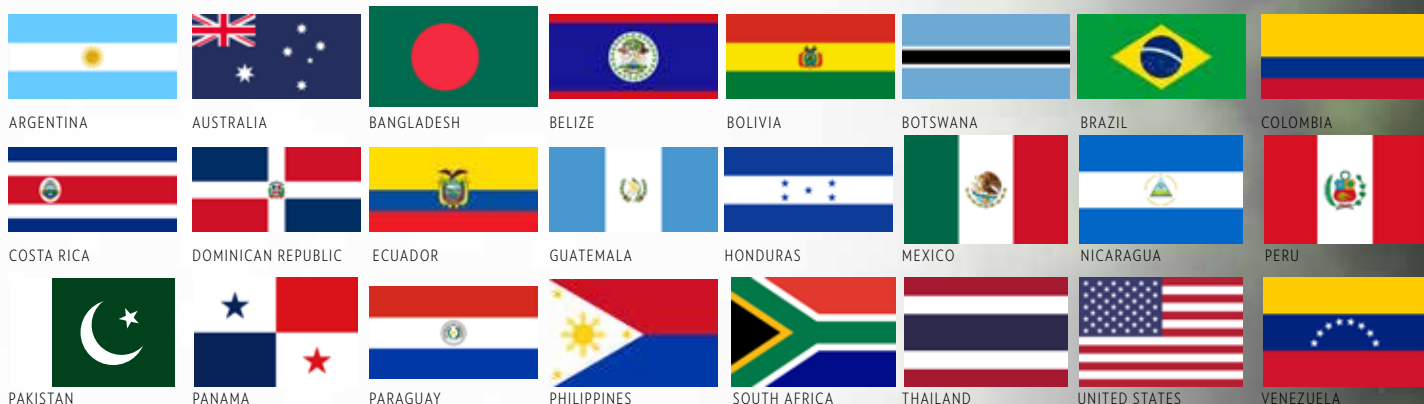 ARGENTINA AUSTRALIA BANGLADESH BELIZE BOLIVIA BOTSWANA BRAZIL COLOMBIA
COSTA RICA DOMINICAN REPUBLIC ECUADOR GUATEMALA HONDURAS MEXICO NICARAGUA PERU
PAKISTAN PANAMA PARAGUAY PHILIPPINES SOUTH AFRICA THAILAND UNITED STATES VENEZUELA